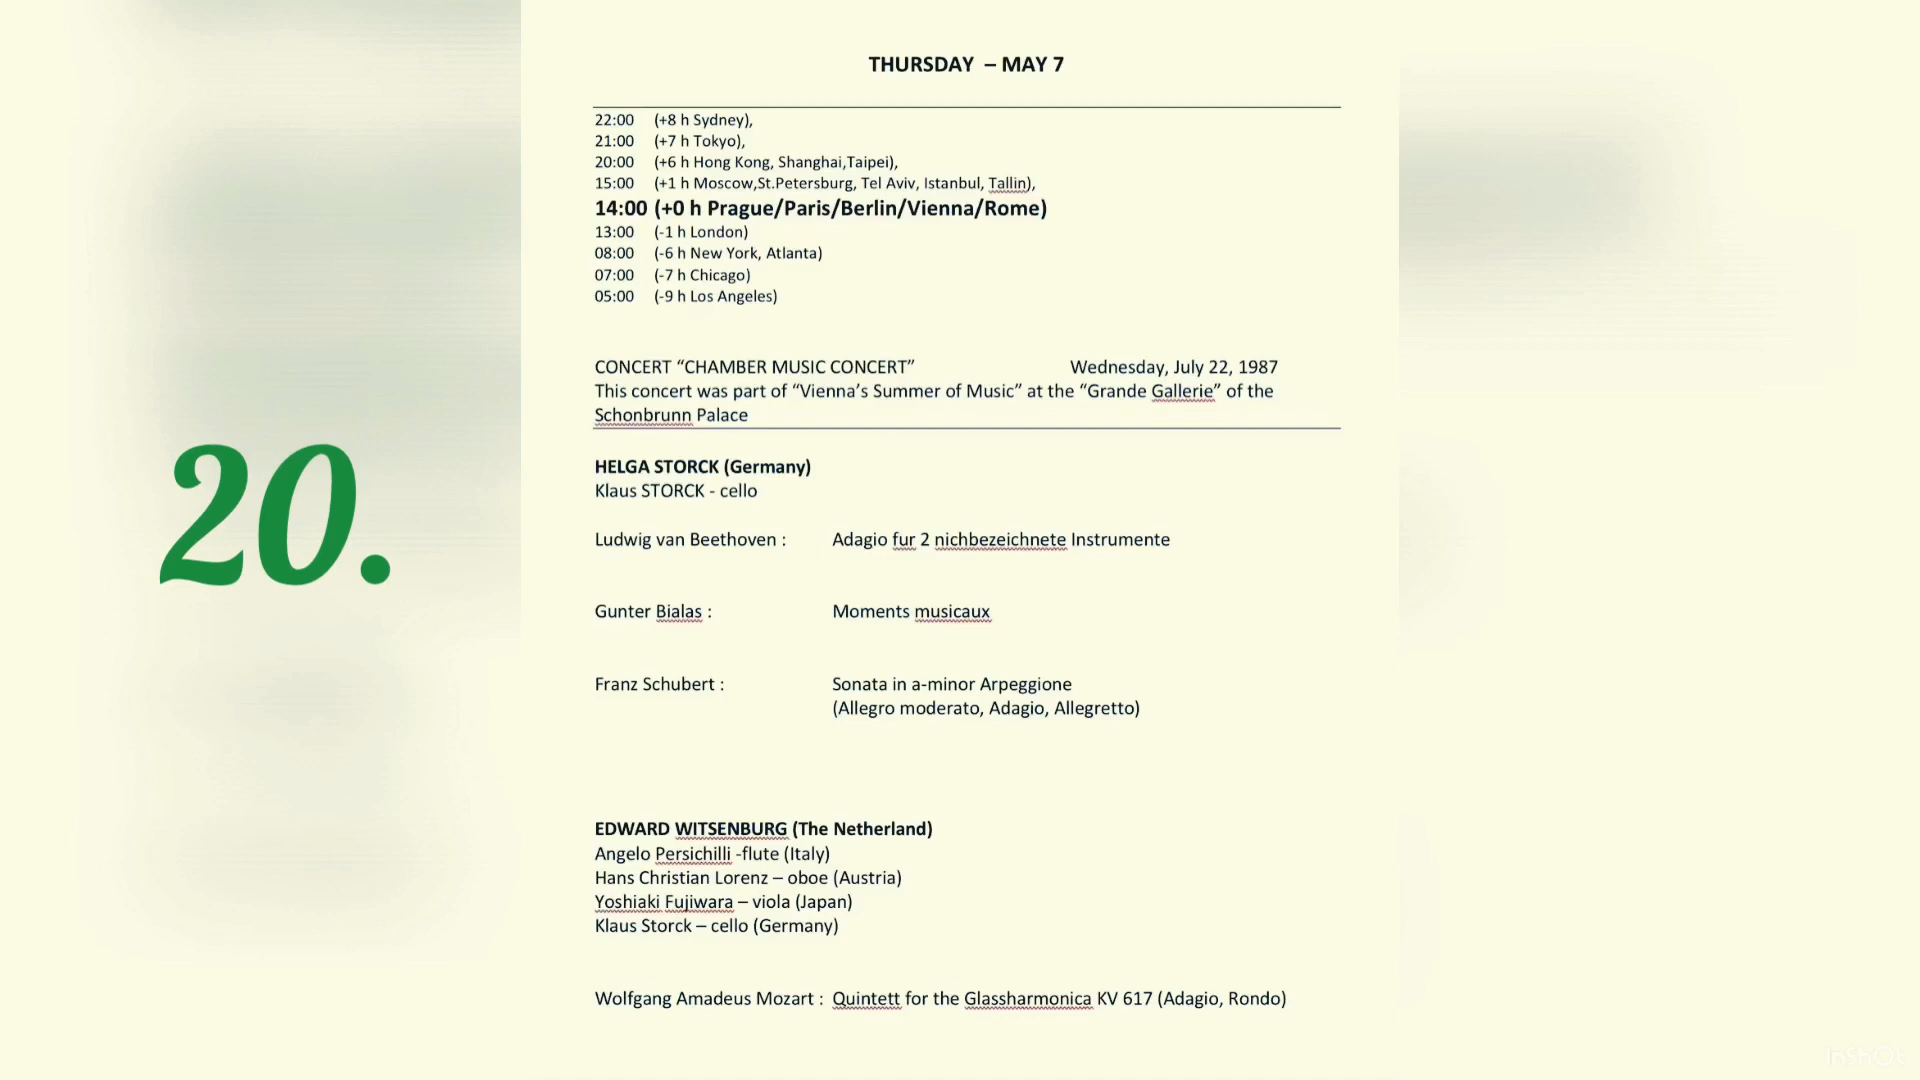 THURSDAY – MAY 7
22:00 (+8 h Sydney),
21:00 (+7 h Tokyo),
20:00 (+6 h Hong Kong, Shanghai,Taipei),
15:00 (+1 h Moscow,St.Petersburg, Tel Aviv, Istanbul, Tallin),
14:00 (+0 h Prague/Paris/Berlin/Vienna/Rome)
13:00 (-1 h London)
08:00 (-6 h New York, Atlanta)
07:00 (-7 h Chicago)
05:00 (-9 h Los Angeles)
CONCERT “CHAMBER MUSIC CONCERT” Wednesday, July 22, 1987
This concert was part of “Vienna’s Summer of Music” at the “Grande Gallerie” of the
Schonbrunn Palace
20.
HELGA STORCK (Germany)
Klaus STORCK - cello
Ludwig van Beethoven : Adagio fur 2 nichbezeichnete Instrumente
Gunter Bialas : Moments musicaux
Franz Schubert : Sonata in a-minor Arpeggione
(Allegro moderato, Adagio, Allegretto)
EDWARD WITSENBURG (The Netherland)
Angelo Persichilli -flute (Italy)
Hans Christian Lorenz – oboe (Austria)
Yoshiaki Fujiwara – viola (Japan)
Klaus Storck – cello (Germany)
Wolfgang Amadeus Mozart : Quintett for the Glassharmonica KV 617 (Adagio, Rondo)